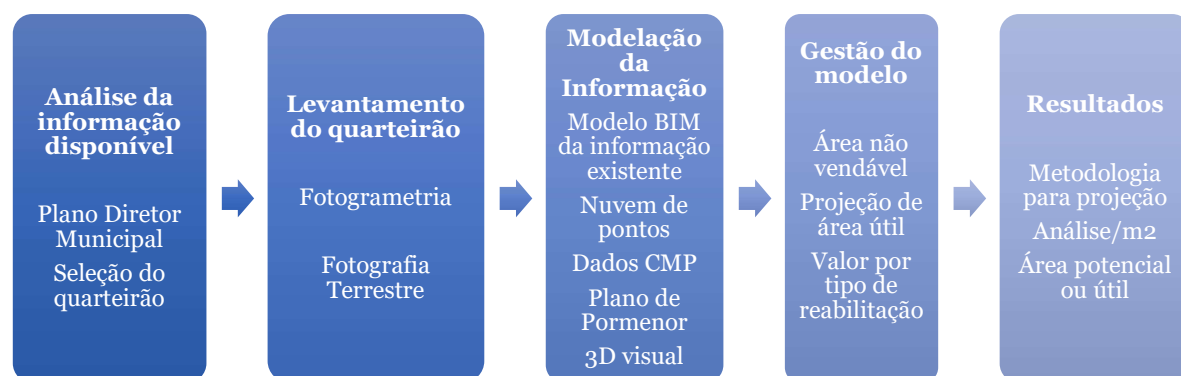 Análise da
informação
disponível
Plano Diretor
Municipal
Seleção do
quarteirão
Levantamento
do quarteirão
Fotogrametria
Fotografia
Terrestre
Modelação
da
Informação
Modelo BIM
da informação
existente
Nuvem de
pontos
Dados CMP
Plano de
Pormenor
3D visual
Gestão do
modelo
Área não
vendável
Projeção de
área útil
Valor por
tipo de
reabilitação
Resultados
Metodologia
para projeção
Análise/m2
Área potencial
ou útil